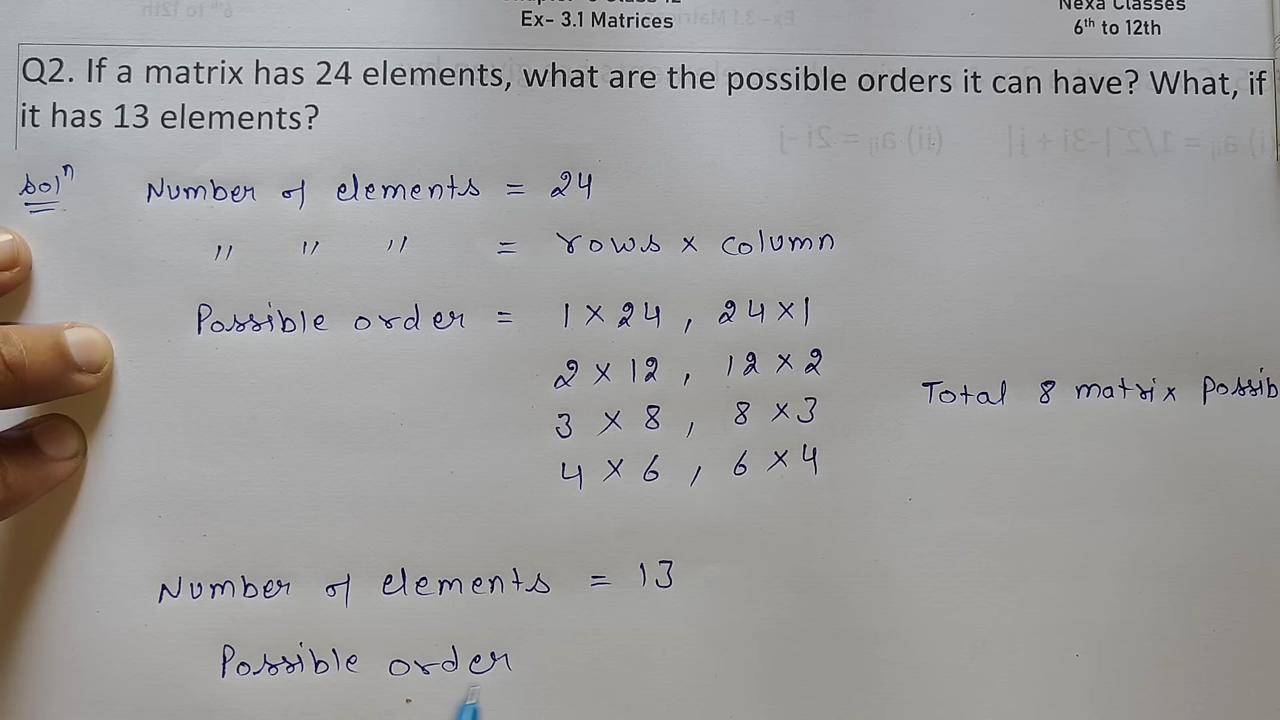 Ex- 3.1 Matrices
Nexa Classes
6th to 12th
Q2. If a matrix has 24 elements, what are the possible orders it can have? What, if
it has 13 elements?
Solⁿ Number of elements = 24
" " " = rows × column
Possible order = 1 × 24 , 24 × 1
2 × 12 , 12 × 2
3 × 8 , 8 × 3
4 × 6 , 6 × 4
Total 8 matrix Possib
Number of elements = 13
Possible order